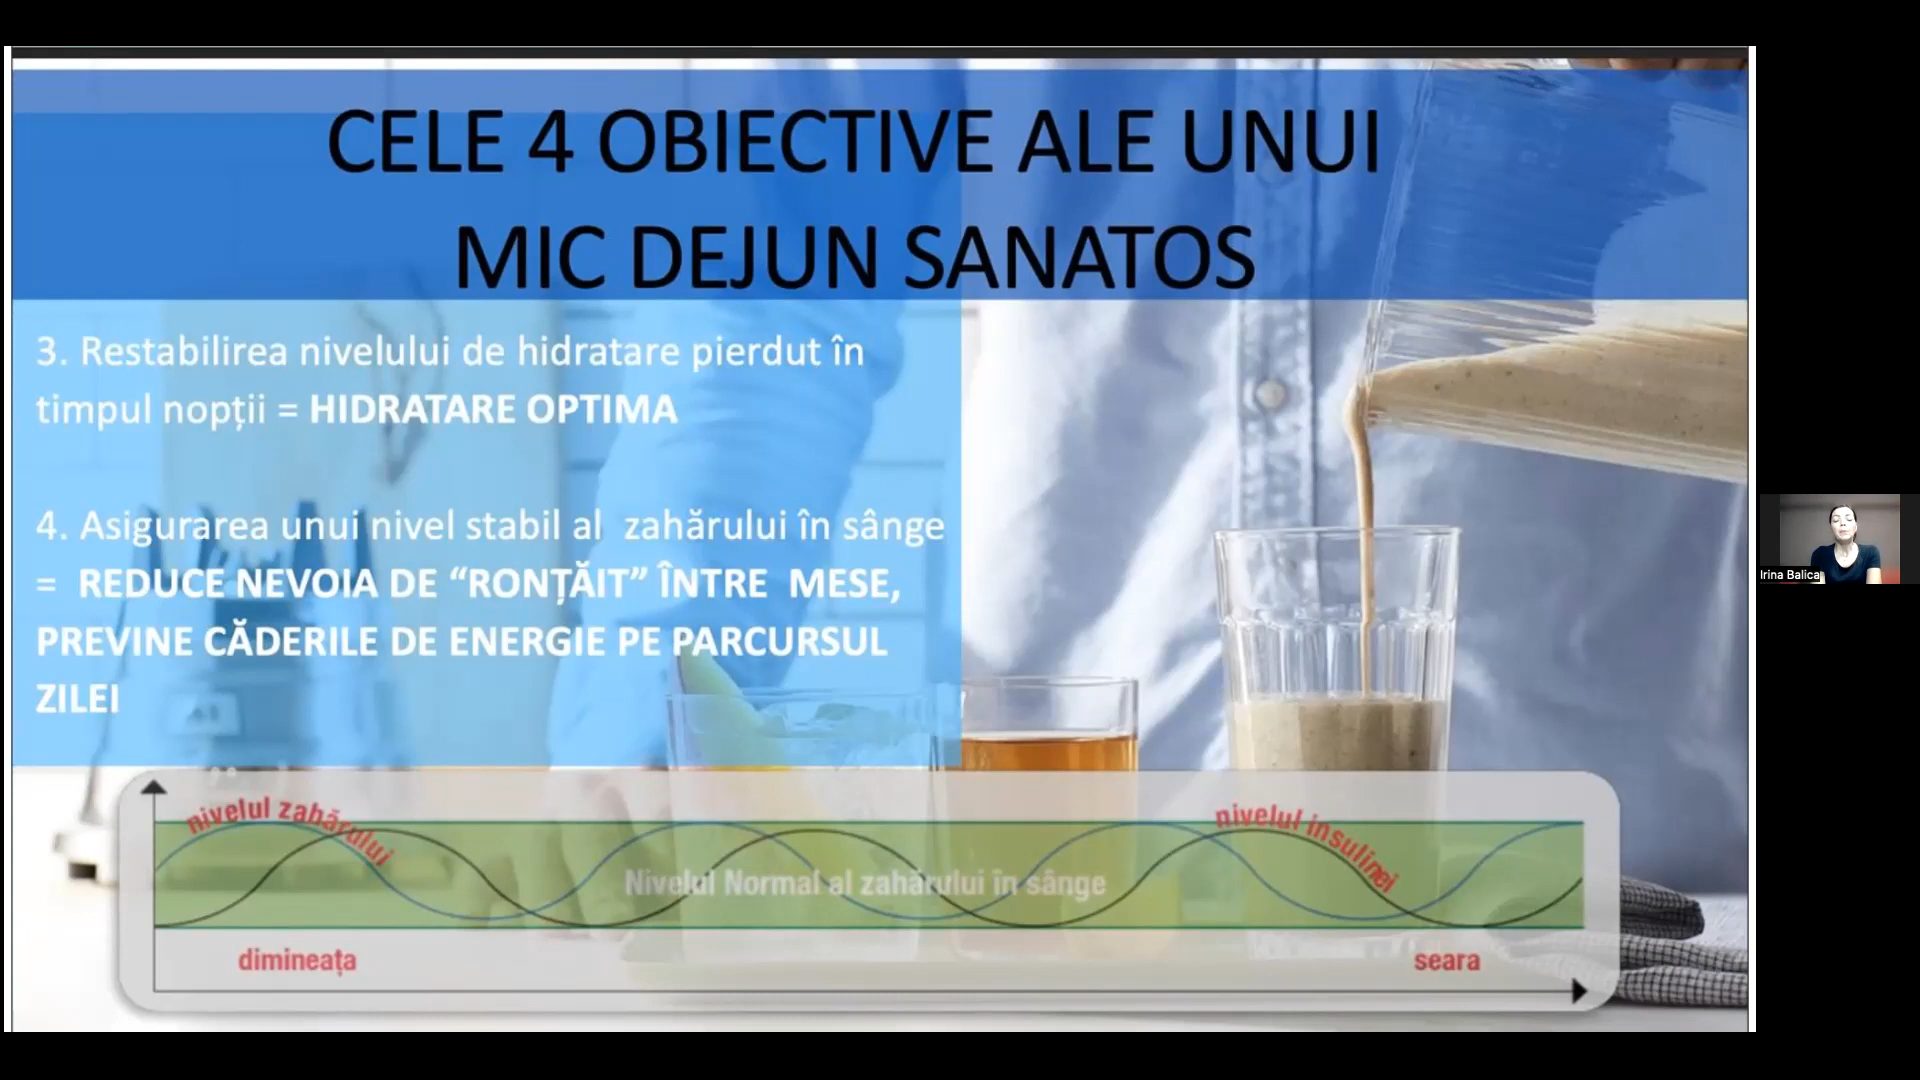 CELE 4 OBIECTIVE ALE UNUI
MIC DEJUN SANATOS
3. Restabilirea nivelului de hidratare pierdut în
timpul nopții = HIDRATARE OPTIMA
4. Asigurarea unui nivel stabil al zahărului în sânge
= REDUCE NEVOIA DE “RONȚĂIT” ÎNTRE MESE,
PREVINE CĂDERILE DE ENERGIE PE PARCURSUL
ZILEI
nivelul zahărului
nivelul insulinei
Nivelul Normal al zahărului în sânge
dimineața
seara
Irina Balica